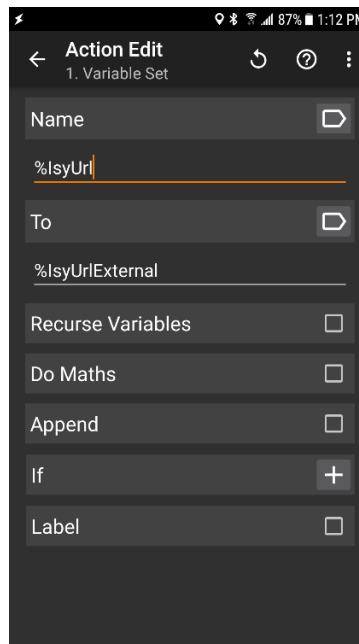 87% 1:12 PM
Action Edit
1. Variable Set
Name
%IsyUrl
To
%IsyUrlExternal
Recurse Variables
Do Maths
Append
If
Label